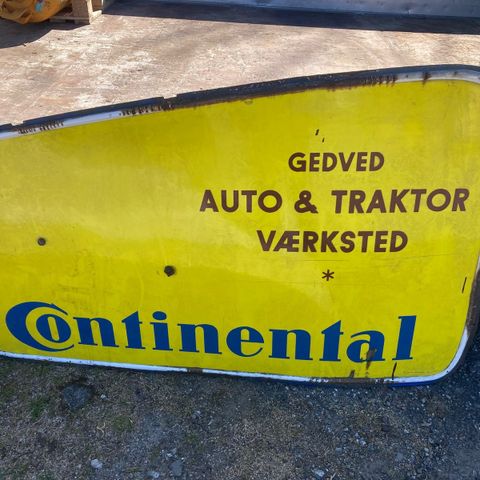 GEDVED
AUTO & TRAKTOR
VÆRKSTED
*
Continental